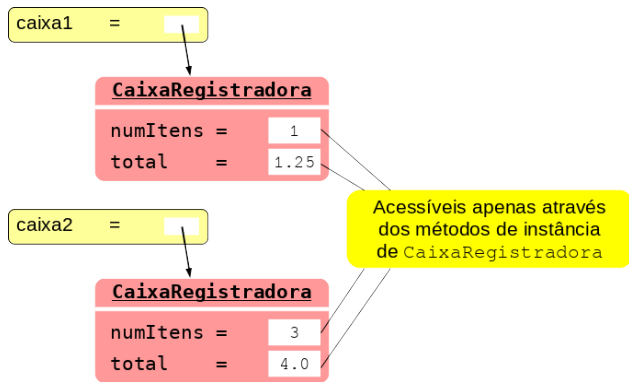 caixa1 =
CaixaRegistradora
numItens = 1
total = 1.25
caixa2 =
Acessíveis apenas através
dos métodos de instância
de CaixaRegistradora
CaixaRegistradora
numItens = 3
total = 4.0